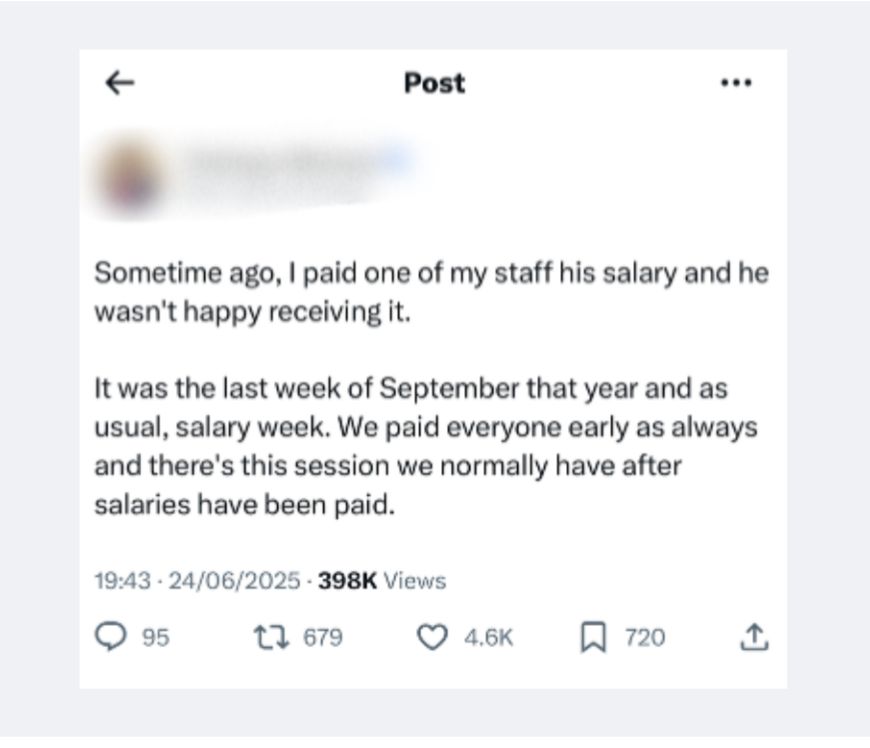 Post
Sometime ago, I paid one of my staff his salary and he
wasn't happy receiving it.
It was the last week of September that year and as
usual, salary week. We paid everyone early as always
and there's this session we normally have after
salaries have been paid.
19:43 · 24/06/2025 · 398K Views
95 679 4.6K 720